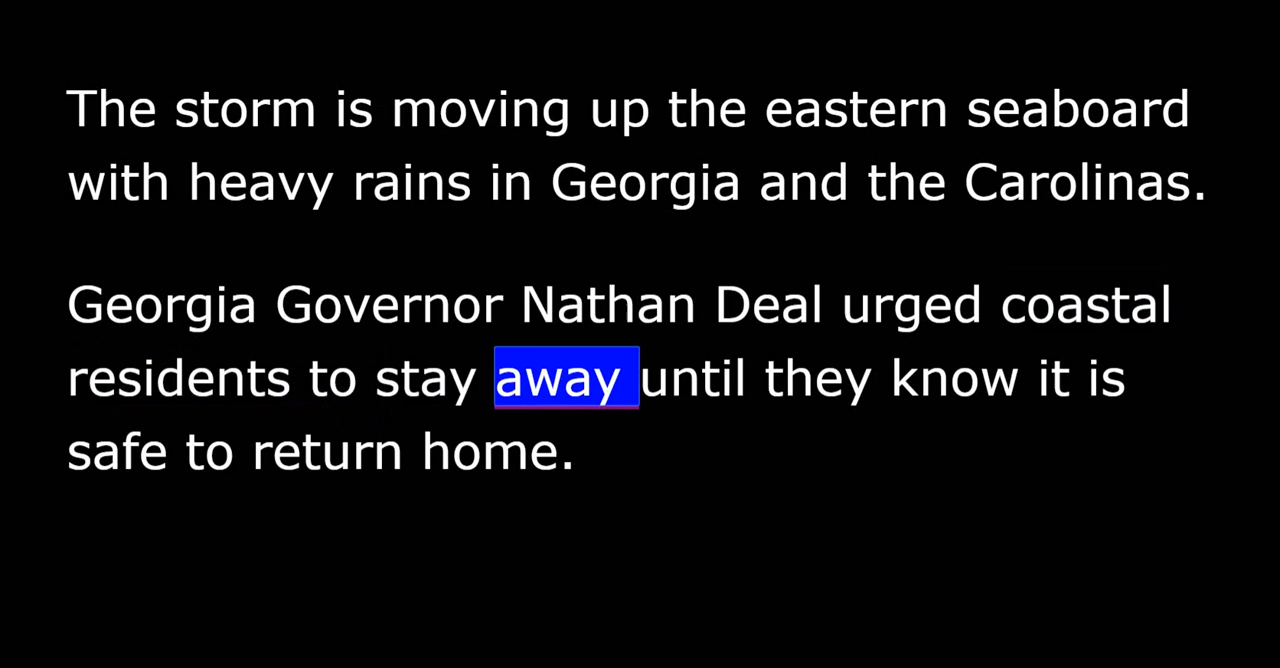 The storm is moving up the eastern seaboard
with heavy rains in Georgia and the Carolinas.
Georgia Governor Nathan Deal urged coastal
residents to stay away until they know it is
safe to return home.